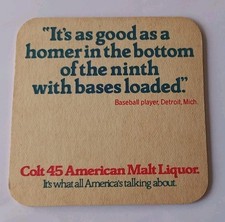 "It's as good as a
homer in the bottom
of the ninth
with bases loaded."
Baseball player, Detroit, Mich.
Colt 45 American Malt Liquor.
It's what all America's talking about.